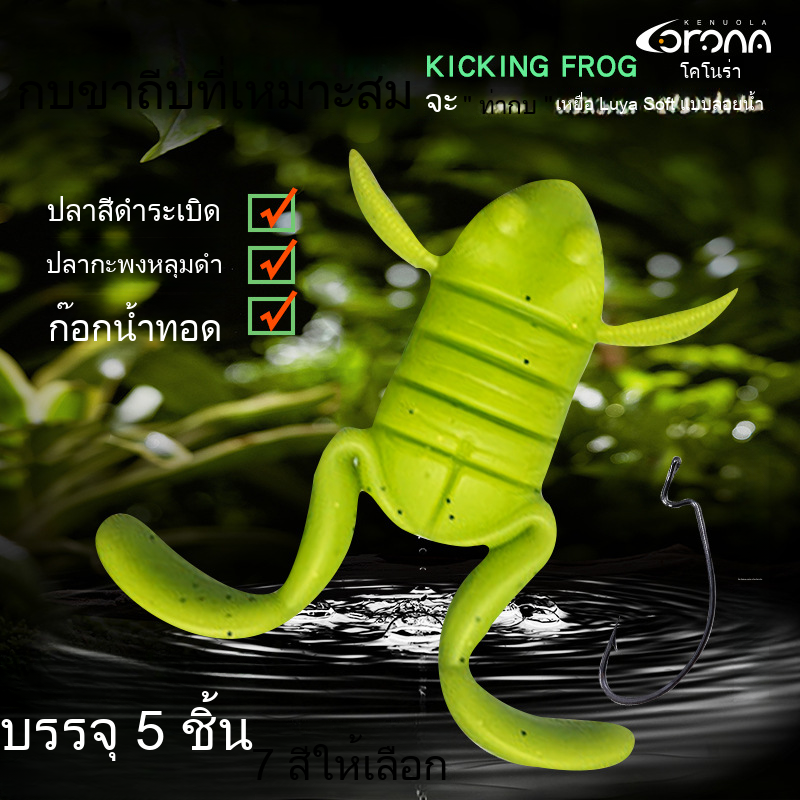 KENUOLA
CORONA
โคโนร่า
KICKING FROG
กบขาถีบที่เหมาะสม
จะ " ท่ากบ " เหยื่อ Luya Soft แบบลอยน้ำ
ปลาสีดำระเบิด
ปลากะพงหลุมดำ
ก๊อกน้ำทอด
บรรจุ 5 ชิ้น
7 สีให้เลือก